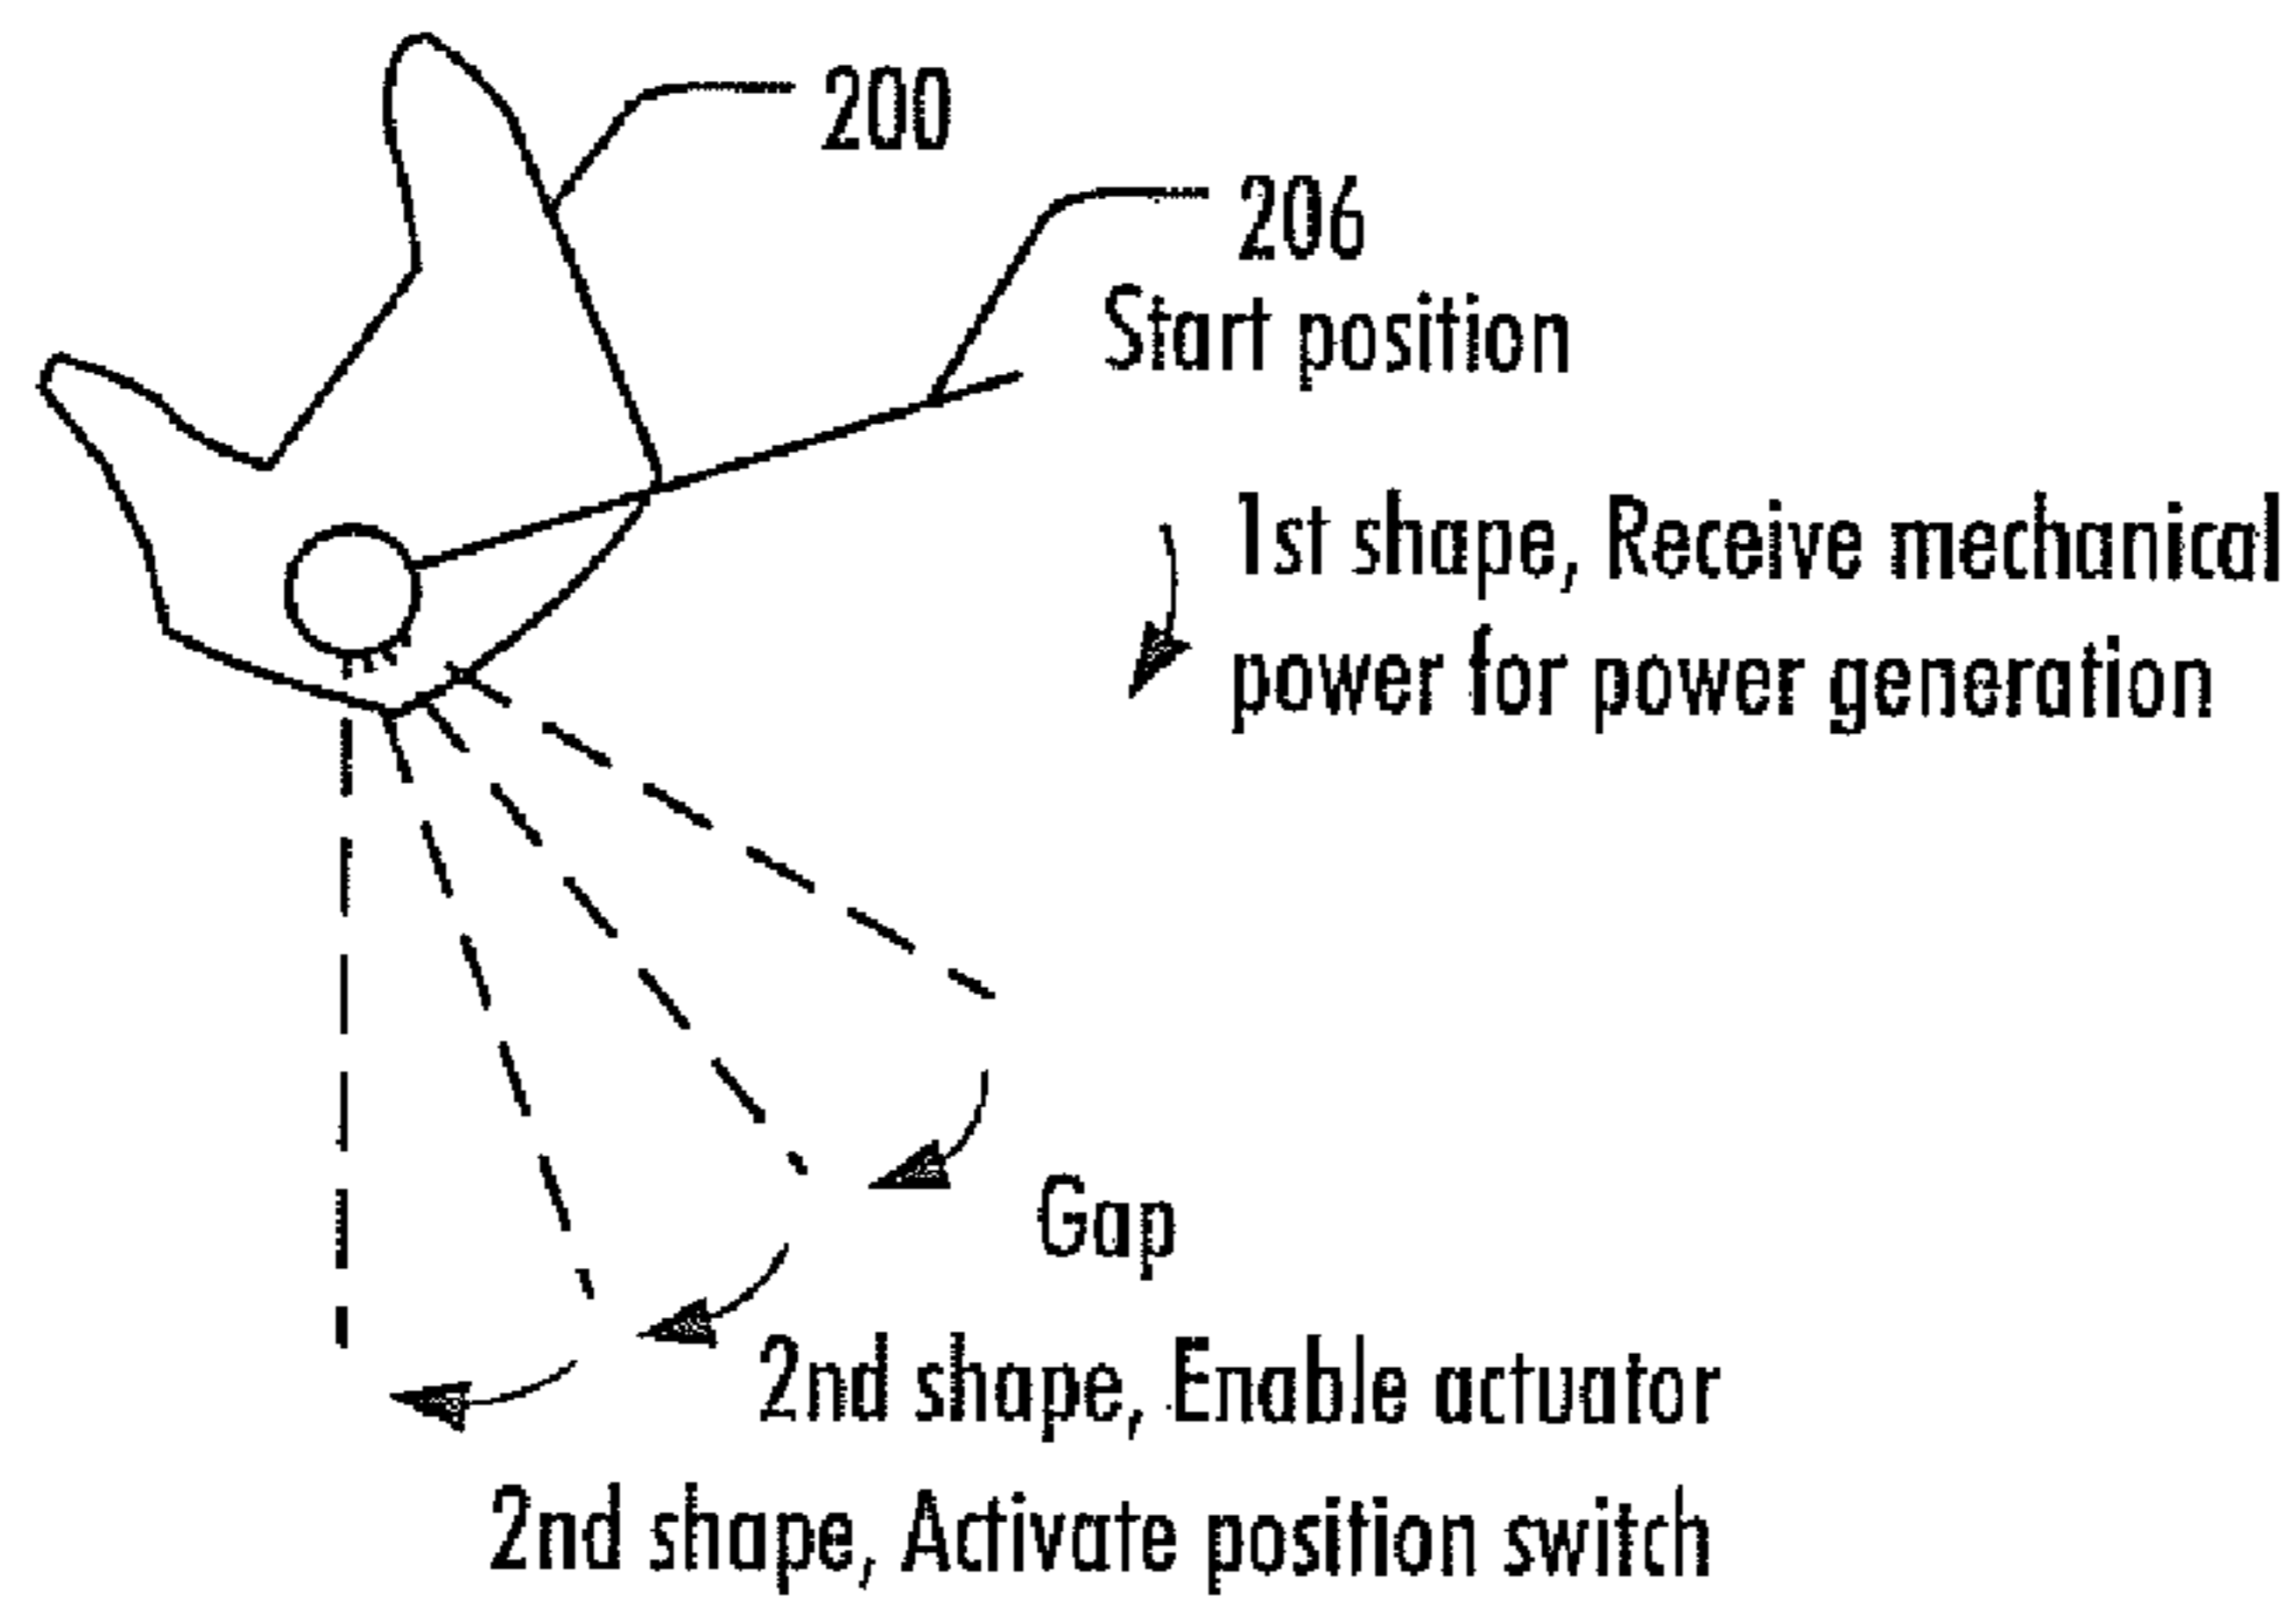 200
206
Start position
1st shape, Receive mechanical
power for power generation
Gap
2nd shape, Enable actuator
2nd shape, Activate position switch